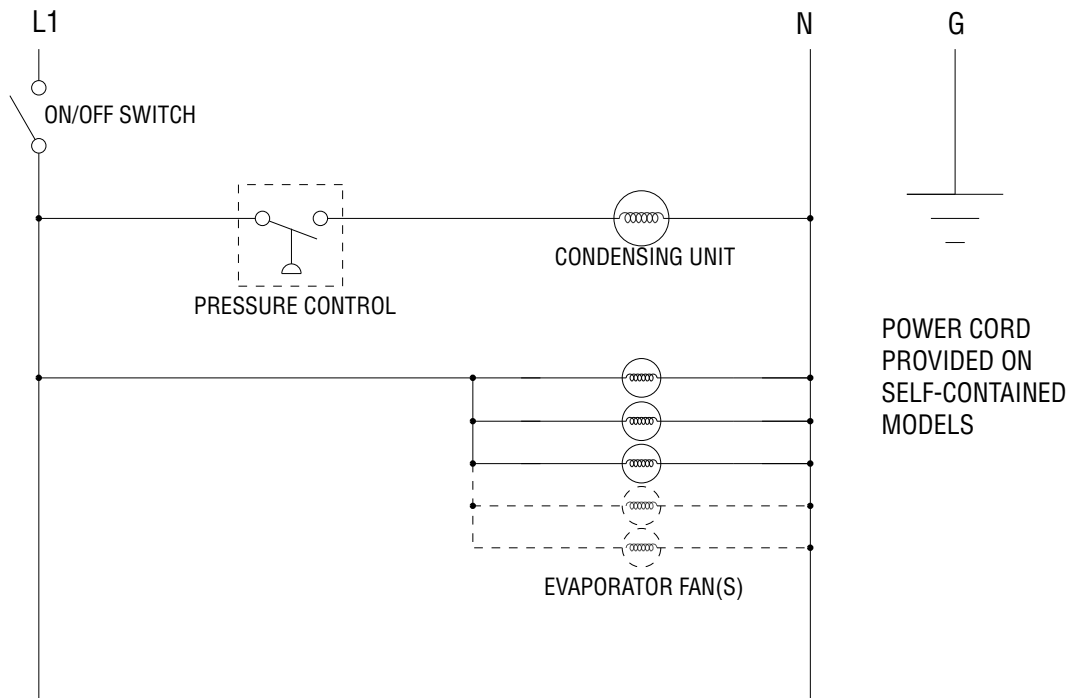 L1
N
G
ON/OFF SWITCH
CONDENSING UNIT
PRESSURE CONTROL
POWER CORD
PROVIDED ON
SELF-CONTAINED
MODELS
EVAPORATOR FAN(S)